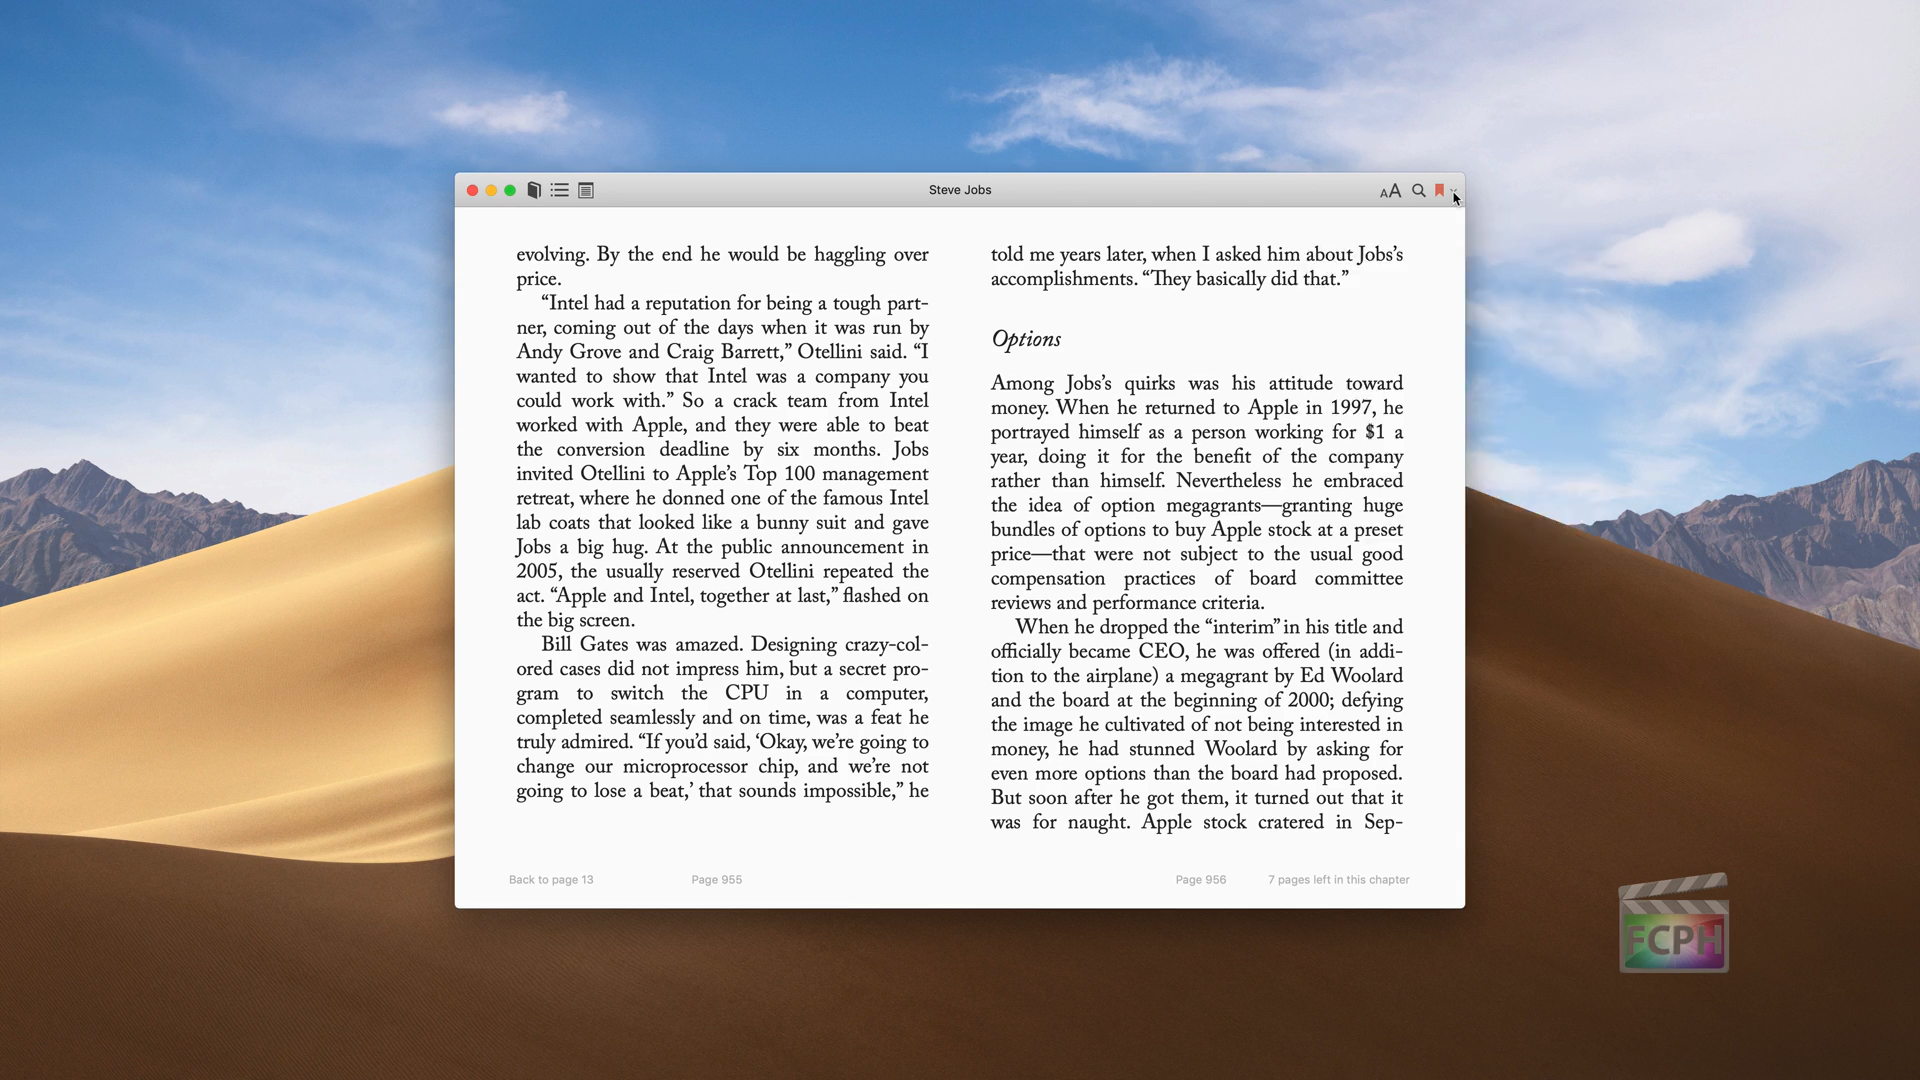 Steve Jobs
AA
evolving. By the end he would be haggling over
price.
“Intel had a reputation for being a tough part-
ner, coming out of the days when it was run by
Andy Grove and Craig Barrett,” Otellini said. “I
wanted to show that Intel was a company you
could work with.” So a crack team from Intel
worked with Apple, and they were able to beat
the conversion deadline by six months. Jobs
invited Otellini to Apple’s Top 100 management
retreat, where he donned one of the famous Intel
lab coats that looked like a bunny suit and gave
Jobs a big hug. At the public announcement in
2005, the usually reserved Otellini repeated the
act. “Apple and Intel, together at last,” flashed on
the big screen.
Bill Gates was amazed. Designing crazy-col-
ored cases did not impress him, but a secret pro-
gram to switch the CPU in a computer,
completed seamlessly and on time, was a feat he
truly admired. “If you’d said, ‘Okay, we’re going to
change our microprocessor chip, and we’re not
going to lose a beat,’ that sounds impossible,” he
told me years later, when I asked him about Jobs’s
accomplishments. “They basically did that.”
Options
Among Jobs’s quirks was his attitude toward
money. When he returned to Apple in 1997, he
portrayed himself as a person working for $1 a
year, doing it for the benefit of the company
rather than himself. Nevertheless he embraced
the idea of option megagrants—granting huge
bundles of options to buy Apple stock at a preset
price—that were not subject to the usual good
compensation practices of board committee
reviews and performance criteria.
When he dropped the “interim” in his title and
officially became CEO, he was offered (in addi-
tion to the airplane) a megagrant by Ed Woolard
and the board at the beginning of 2000; defying
the image he cultivated of not being interested in
money, he had stunned Woolard by asking for
even more options than the board had proposed.
But soon after he got them, it turned out that it
was for naught. Apple stock cratered in Sep-
Back to page 13
Page 955
Page 956
7 pages left in this chapter
FCPH